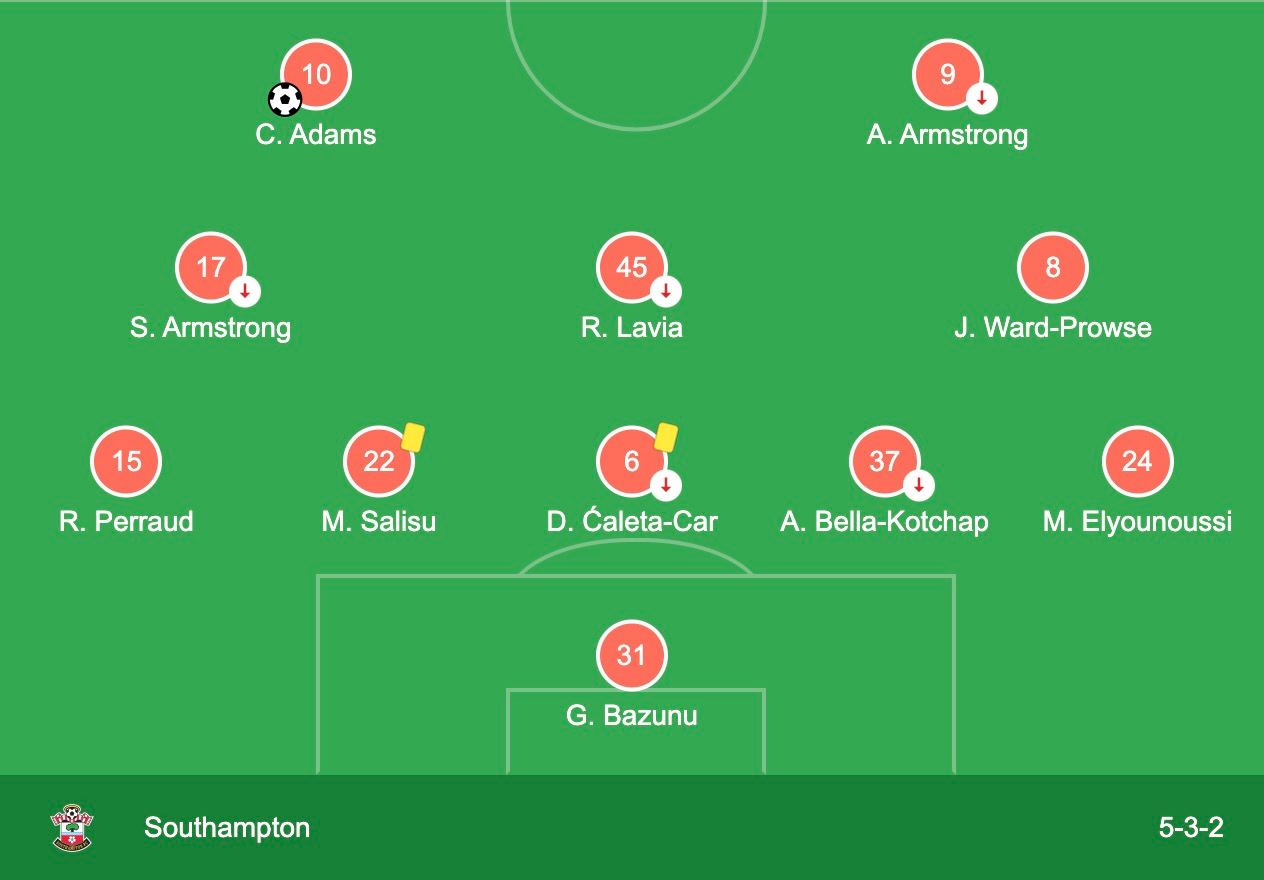 10
9
C. Adams
A. Armstrong
17
45
8
S. Armstrong
R. Lavia
J. Ward-Prowse
15
22
6
37
24
R. Perraud
M. Salisu
D. Ćaleta-Car
A. Bella-Kotchap
M. Elyounoussi
31
G. Bazunu
Southampton
5-3-2